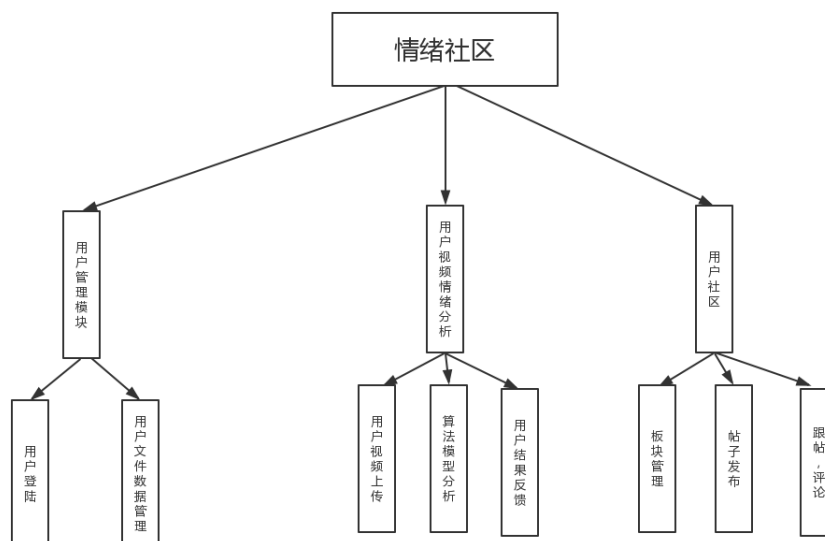 情绪社区
用户管理模块
用户视频情绪分析
用户社区
用户登陆
用户文件数据管理
用户视频上传
算法模型分析
用户结果反馈
板块管理
帖子发布
跟帖，评论